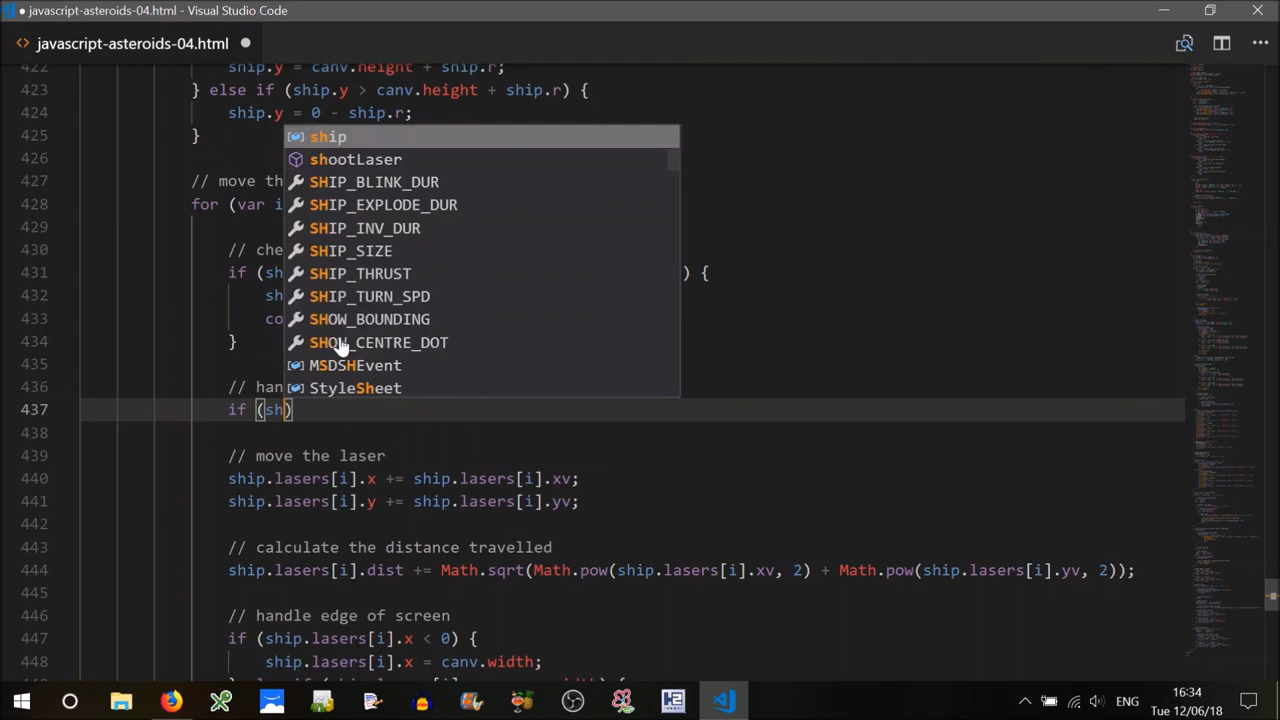 javascript-asteroids-04.html - Visual Studio Code
javascript-asteroids-04.html
422 ship.y = canv.height + ship.r;
423 } else if (ship.y > canv.height + ship.r) {
424 ship.y = 0 - ship.r;
425 }
426
427 // move th
428 for (var i
429
430 // che
431 if (sh ) {
432 sh
433 co
434 }
435
436 // han
437 if (sh)
438
439 // move the laser
440 ship.lasers[i].x += ship.lasers[i].xv;
441 ship.lasers[i].y += ship.lasers[i].yv;
442
443 // calculate the distance travelled
444 ship.lasers[i].dist += Math.sqrt(Math.pow(ship.lasers[i].xv, 2) + Math.pow(ship.lasers[i].yv, 2));
445
446 // handle edge of screen
447 if (ship.lasers[i].x < 0) {
448 ship.lasers[i].x = canv.width;
ship
shootLaser
SHIP_BLINK_DUR
SHIP_EXPLODE_DUR
SHIP_INV_DUR
SHIP_SIZE
SHIP_THRUST
SHIP_TURN_SPD
SHOW_BOUNDING
SHOW_CENTRE_DOT
MSDSHEvent
StyleSheet
ENG
16:34
Tue 12/06/18